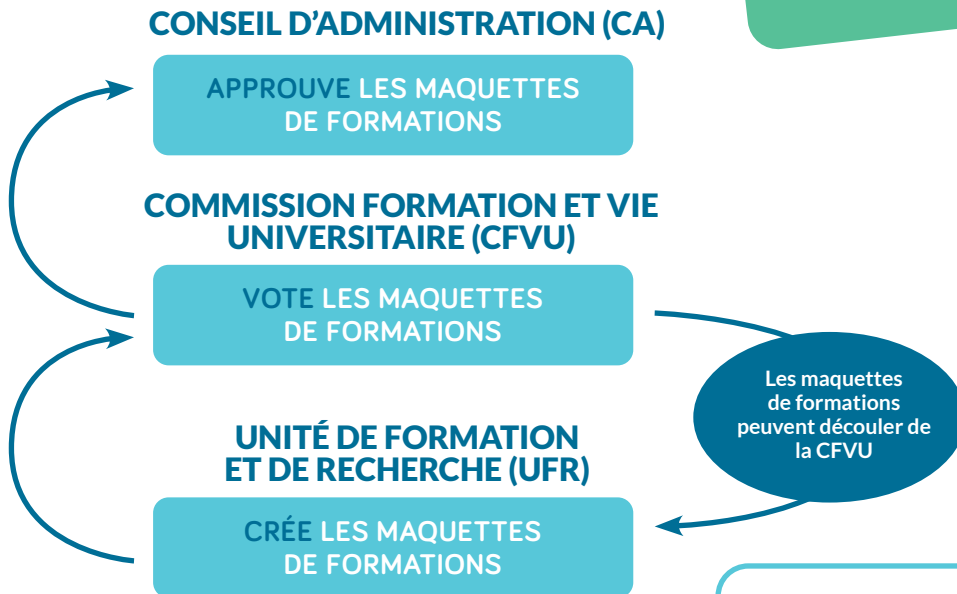 CONSEIL D'ADMINISTRATION (CA)
APPROUVE LES MAQUETTES
DE FORMATIONS
COMMISSION FORMATION ET VIE
UNIVERSITAIRE (CFVU)
VOTE LES MAQUETTES
DE FORMATIONS
Les maquettes
de formations
peuvent découler de
la CFVU
UNITÉ DE FORMATION
ET DE RECHERCHE (UFR)
CRÉE LES MAQUETTES
DE FORMATIONS